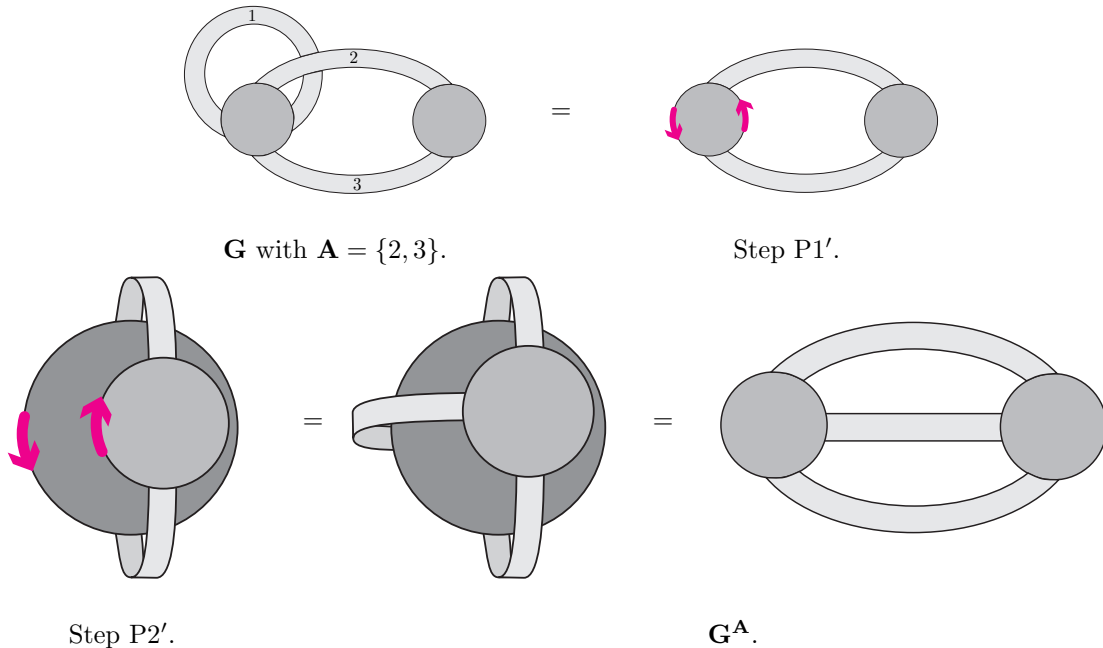 1
2
=
3
G with A = {2, 3}.
Step P1′.
=
=
Step P2′.
G^A.